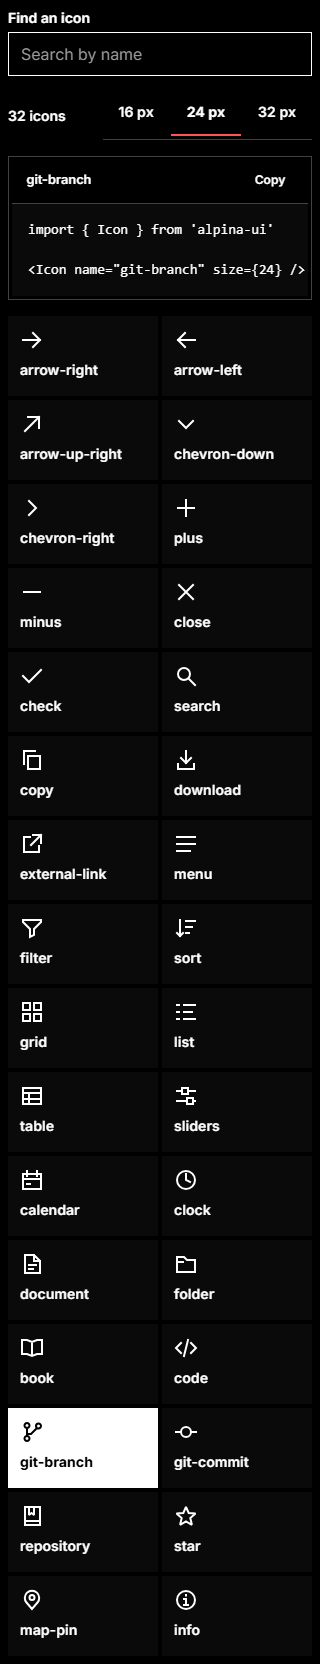 Find an icon
Search by name
32 icons
16 px
24 px
32 px
git-branch
Copy
import { Icon } from 'alpina-ui'
<Icon name="git-branch" size={24} />
arrow-right
arrow-left
arrow-up-right
chevron-down
chevron-right
plus
minus
close
check
search
copy
download
external-link
menu
filter
sort
grid
list
table
sliders
calendar
clock
document
folder
book
code
git-branch
git-commit
repository
star
map-pin
info